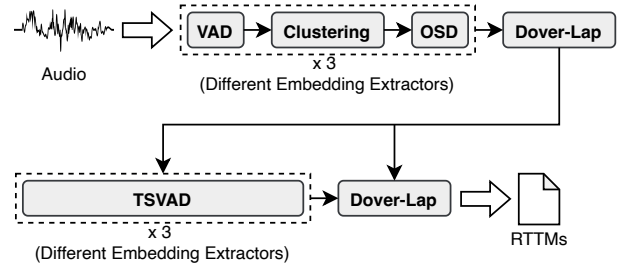 VAD
Clustering
OSD
Dover-Lap
Audio
x 3
(Different Embedding Extractors)
TSVAD
Dover-Lap
x 3
(Different Embedding Extractors)
RTTMs